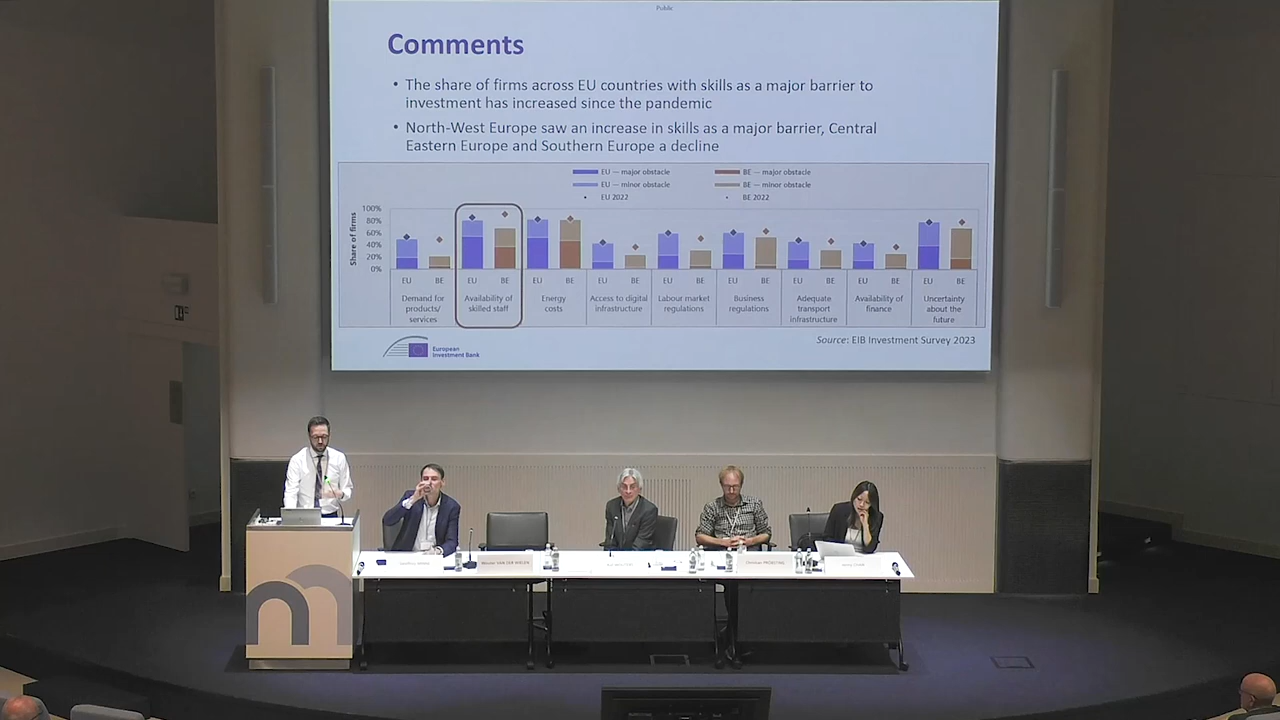 Public
Comments
• The share of firms across EU countries with skills as a major barrier to
investment has increased since the pandemic
• North-West Europe saw an increase in skills as a major barrier, Central
Eastern Europe and Southern Europe a decline
EU — major obstacle
BE — major obstacle
EU — minor obstacle
BE — minor obstacle
EU 2022
BE 2022
Share of firms
100%
80%
60%
40%
20%
0%
EU BE EU BE EU BE EU BE EU BE EU BE EU BE EU BE EU BE
Demand for
products/
services
Availability of
skilled staff
Energy
costs
Access to digital
infrastructure
Labour market
regulations
Business
regulations
Adequate
transport
infrastructure
Availability of
finance
Uncertainty
about the
future
European
Investment Bank
Source: EIB Investment Survey 2023
Wouter VAN DER WIELEN
Christian PROEBSTING